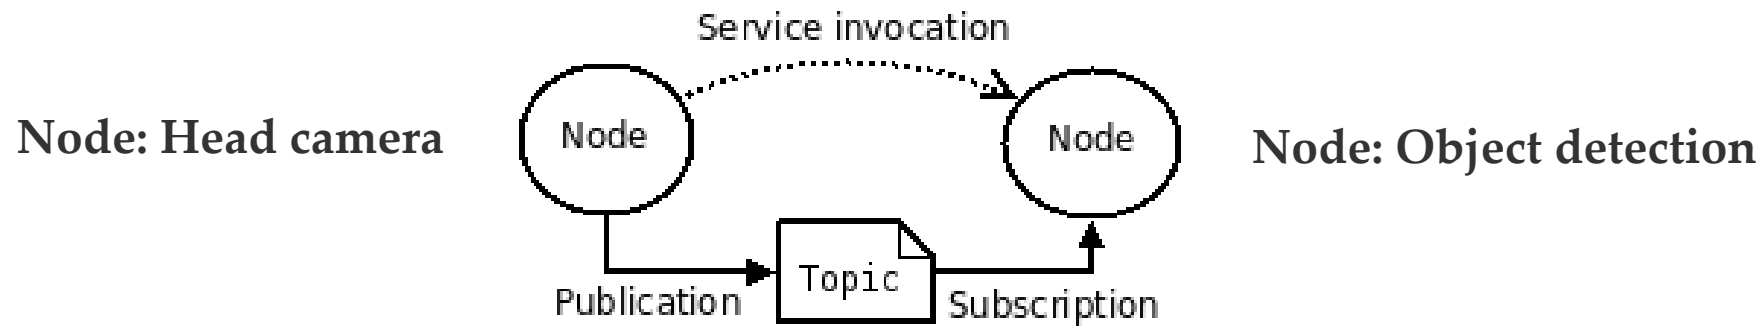 Service invocation
Node: Head camera
Node
Node
Node: Object detection
Topic
Publication
Subscription